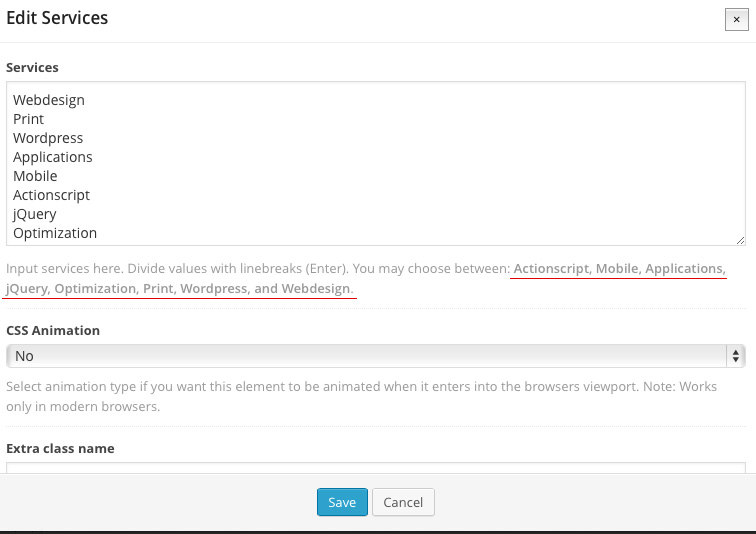 Edit Services
×
Services
Webdesign
Print
Wordpress
Applications
Mobile
Actionscript
jQuery
Optimization
Input services here. Divide values with linebreaks (Enter). You may choose between: Actionscript, Mobile, Applications,
jQuery, Optimization, Print, Wordpress, and Webdesign.
CSS Animation
No
Select animation type if you want this element to be animated when it enters into the browsers viewport. Note: Works
only in modern browsers.
Extra class name
Save Cancel